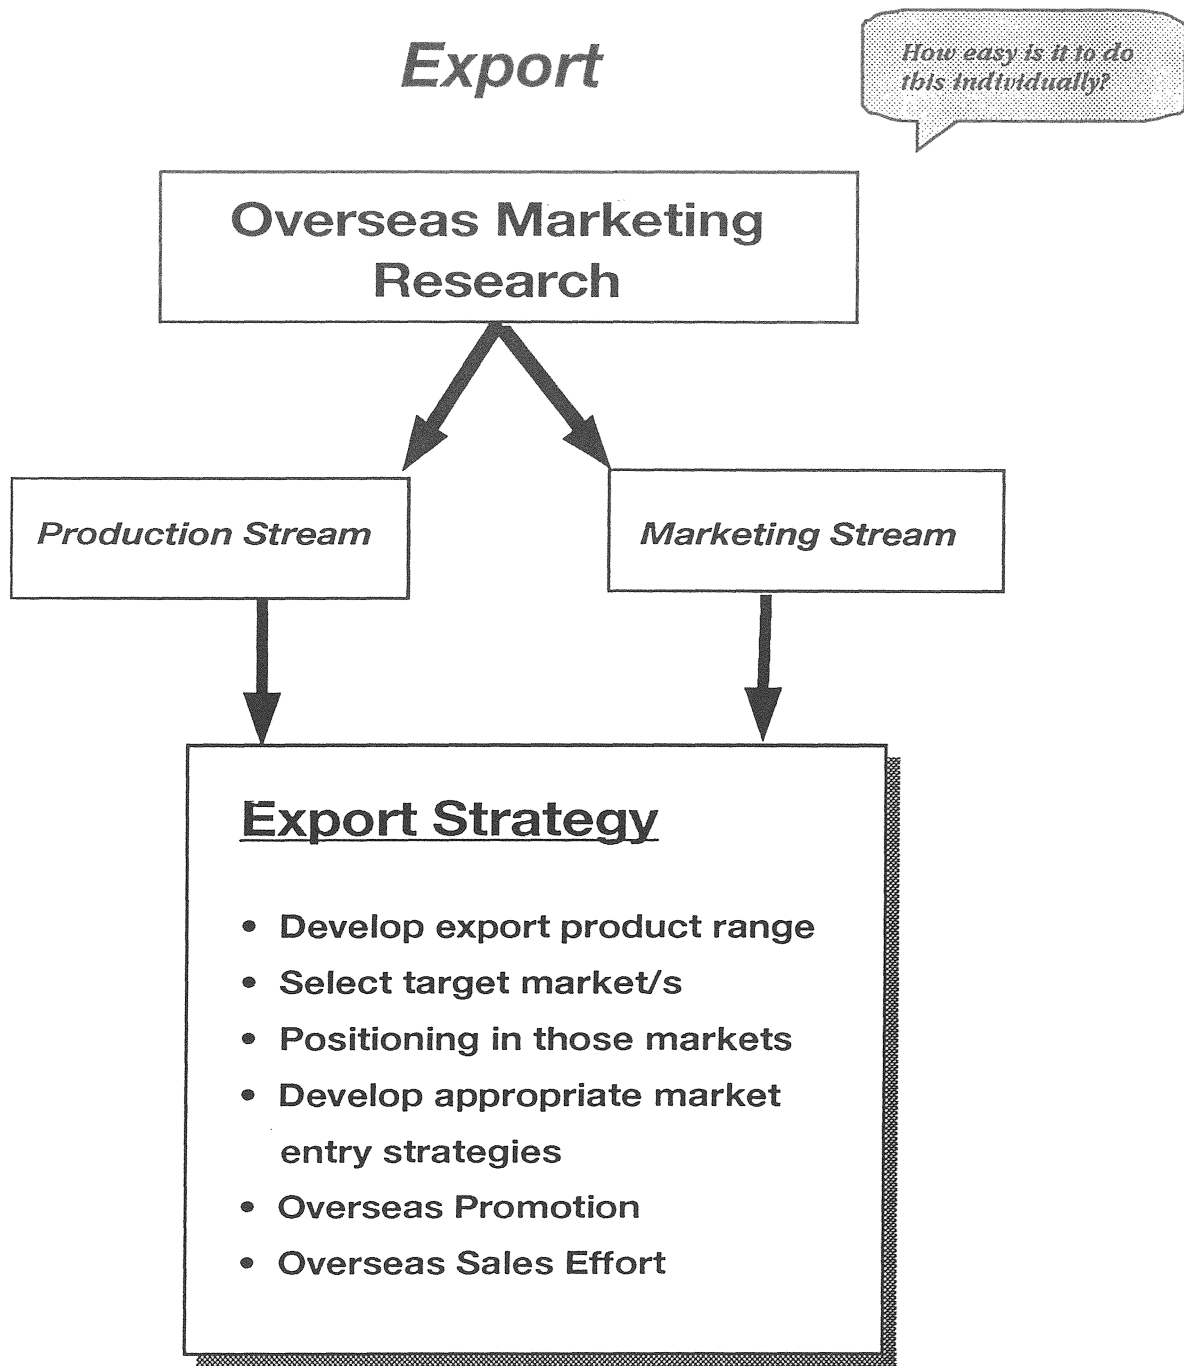 Export
How easy is it to do
this individually?
Overseas Marketing
Research
Production Stream
Marketing Stream
Export Strategy
• Develop export product range
• Select target market/s
• Positioning in those markets
• Develop appropriate market
entry strategies
• Overseas Promotion
• Overseas Sales Effort